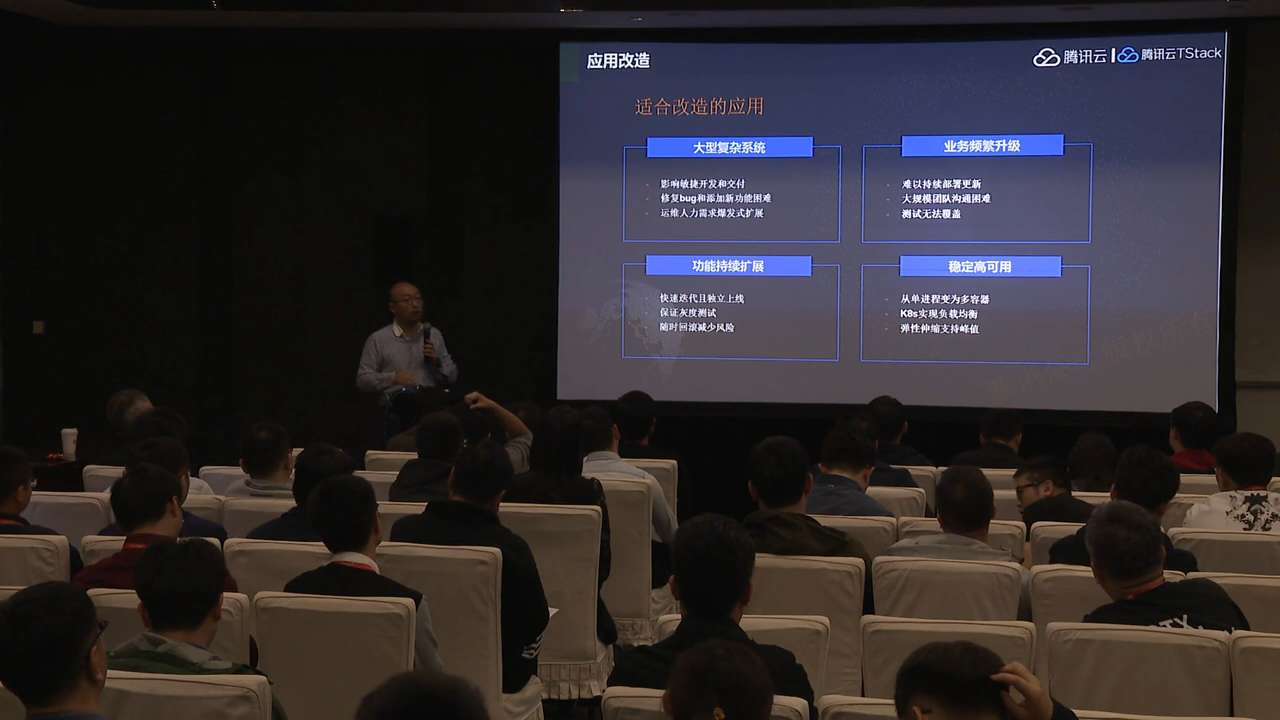 应用改造
腾讯云 | 腾讯云TStack
适合改造的应用
大型复杂系统
影响敏捷开发和交付
修复bug和添加新功能困难
运维人力需求爆发式扩展
业务频繁升级
难以持续部署更新
大规模团队沟通困难
测试无法覆盖
功能持续扩展
快速迭代且独立上线
保证灰度测试
随时回滚减少风险
稳定高可用
从单进程变为多容器
K8s实现负载均衡
弹性伸缩支持峰值